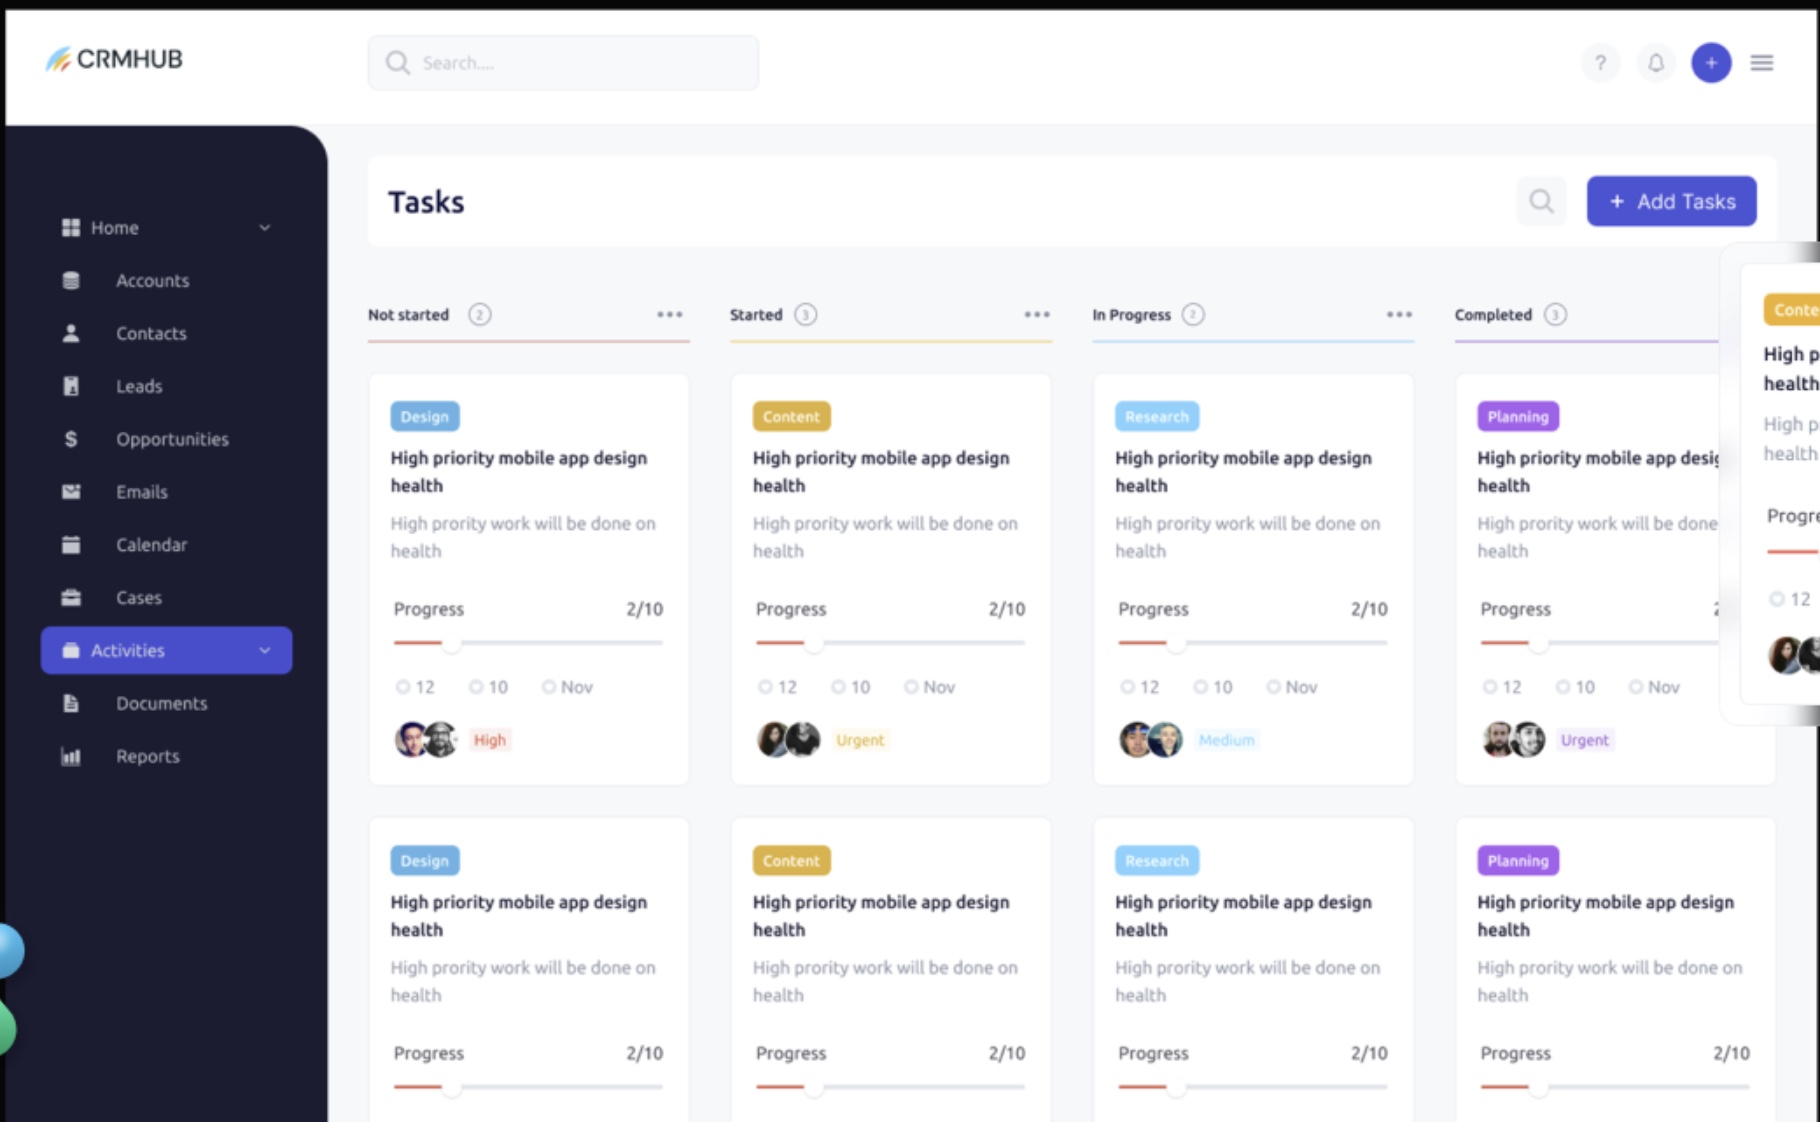 CRMHUB
Search....
?
+
Home
Accounts
Contacts
Leads
$
Opportunities
Emails
Calendar
Cases
Activities
Documents
Reports
Tasks
+ Add Tasks
Not started 2
Design
High priority mobile app design
health
High prority work will be done on
health
Progress 2/10
12 10 Nov
High
Design
High priority mobile app design
health
High prority work will be done on
health
Progress 2/10
Started 3
Content
High priority mobile app design
health
High prority work will be done on
health
Progress 2/10
12 10 Nov
Urgent
Content
High priority mobile app design
health
High prority work will be done on
health
Progress 2/10
In Progress 2
Research
High priority mobile app design
health
High prority work will be done on
health
Progress 2/10
12 10 Nov
Medium
Research
High priority mobile app design
health
High prority work will be done on
health
Progress 2/10
Completed 3
Planning
High priority mobile app desig
health
High prority work will be done
health
Progress 2
12 10 Nov
Urgent
Planning
High priority mobile app design
health
High prority work will be done on
health
Progress 2/10
Conte
High p
health
High p
health
Progre
12